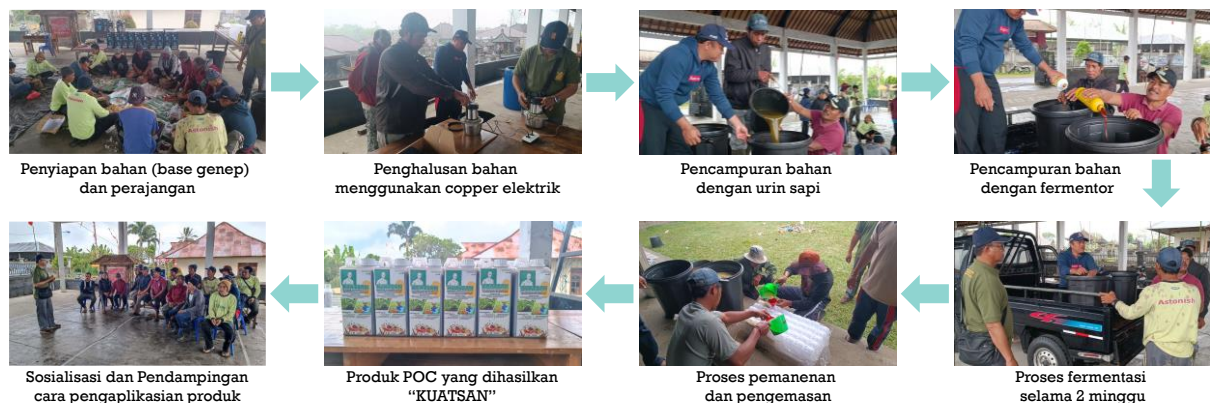 Penyiapan bahan (base genep)
dan perajangan
Penghalusan bahan
menggunakan copper elektrik
Pencampuran bahan
dengan urin sapi
Pencampuran bahan
dengan fermentor
Astonish
Proses fermentasi
selama 2 minggu
Astonish
Proses pemanenan
dan pengemasan
Produk POC yang dihasilkan
“KUATSAN”
Sosialisasi dan Pendampingan
cara pengaplikasian produk